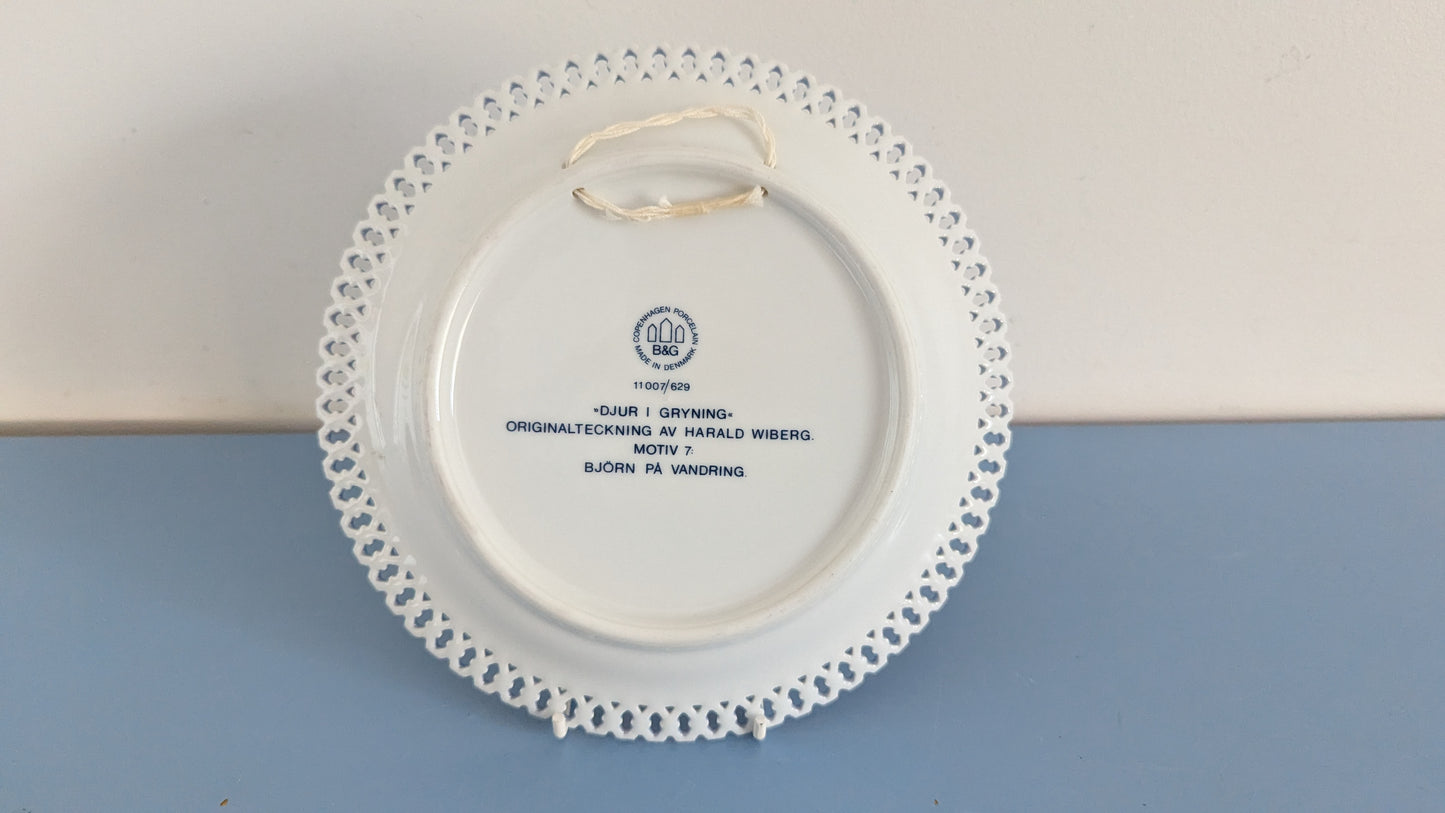 COPENHAGEN PORCELAIN
B&G
MADE IN DENMARK
11007/629
»DJUR I GRYNING«
ORIGINALTECKNING AV HARALD WIBERG.
MOTIV 7:
BJÖRN PÅ VANDRING.